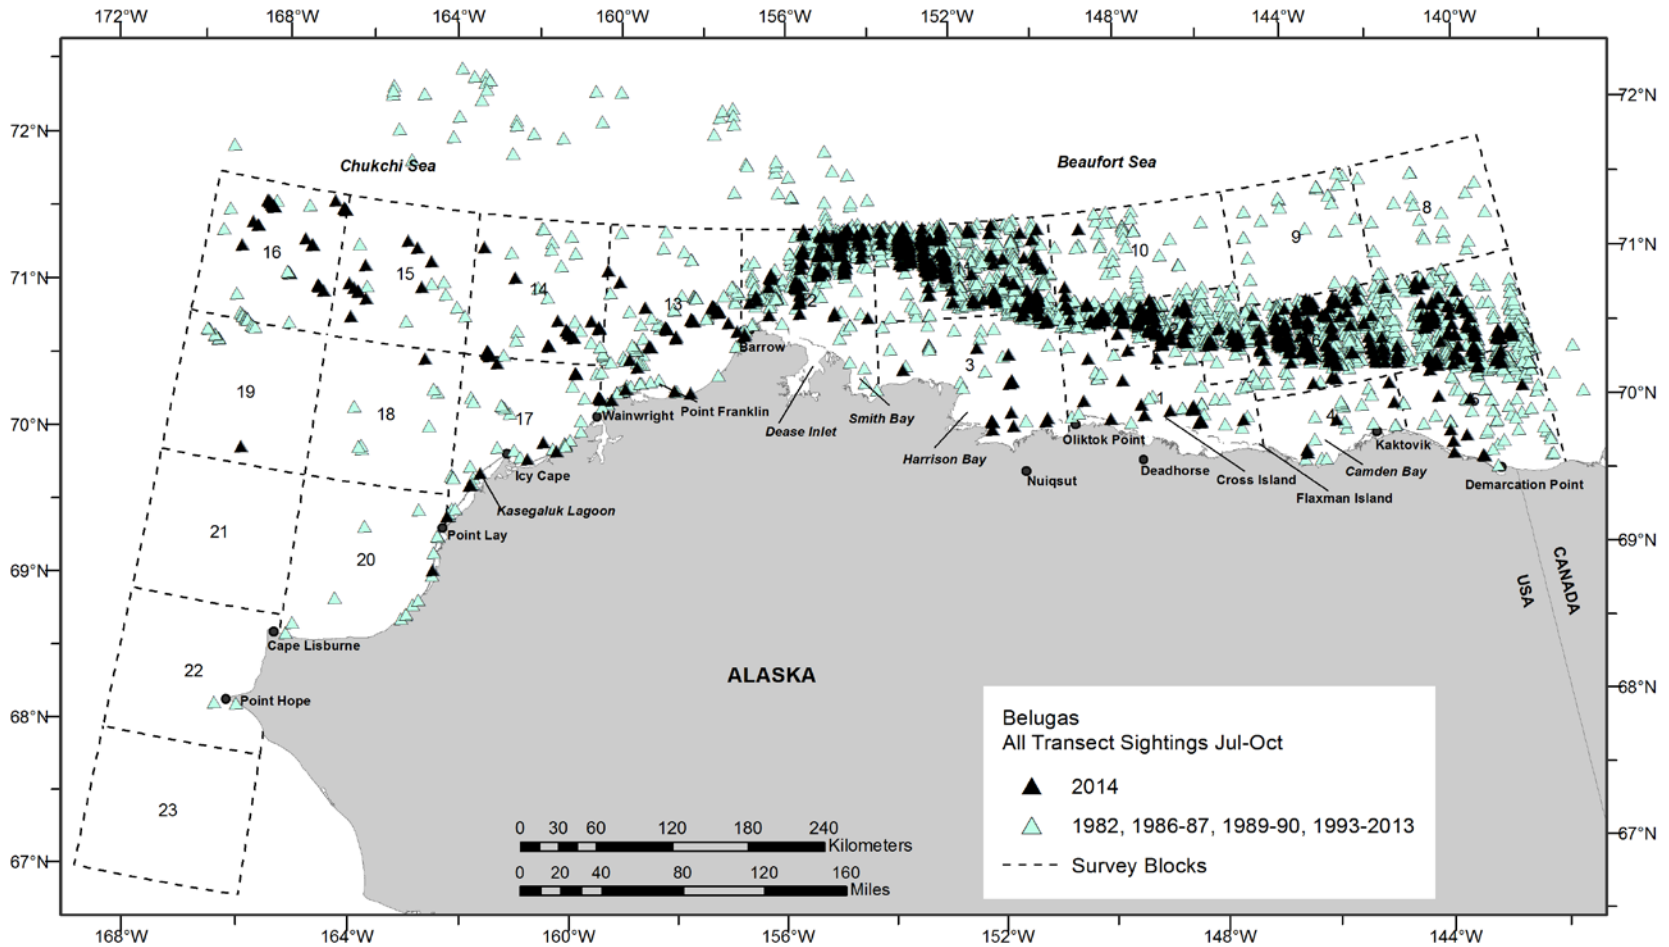 172°W 168°W 164°W 160°W 156°W 152°W 148°W 144°W 140°W
72°N
72°N
Chukchi Sea
Beaufort Sea
8
9
10
16
15
14
13
71°N
71°N
2
3
Barrow
19
18
17
1
4
5
70°N
70°N
Wainwright
Point Franklin
Dease Inlet
Smith Bay
Harrison Bay
Oliktok Point
Kaktovik
Nuiqsut
Deadhorse
Cross Island
Camden Bay
Flaxman Island
Demarcation Point
Icy Cape
Kasegaluk Lagoon
Point Lay
21
20
69°N
69°N
USA
CANADA
Cape Lisburne
22
Point Hope
ALASKA
68°N
68°N
23
67°N
67°N
Belugas
All Transect Sightings Jul-Oct
2014
1982, 1986-87, 1989-90, 1993-2013
Survey Blocks
0 30 60 120 180 240
Kilometers
0 20 40 80 120 160
Miles
168°W 164°W 160°W 156°W 152°W 148°W 144°W 140°W